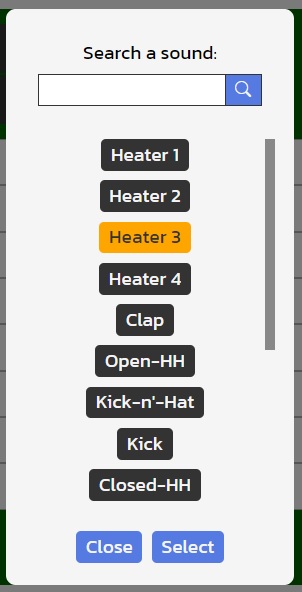 Search a sound:
Heater 1
Heater 2
Heater 3
Heater 4
Clap
Open-HH
Kick-n'-Hat
Kick
Closed-HH
Close Select